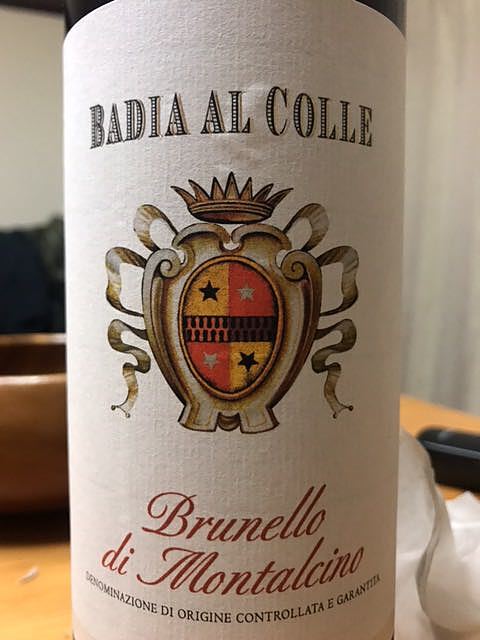 BADIA AL COLLE
Brunello
di Montalcino
DENOMINAZIONE DI ORIGINE CONTROLLATA E GARANTITA